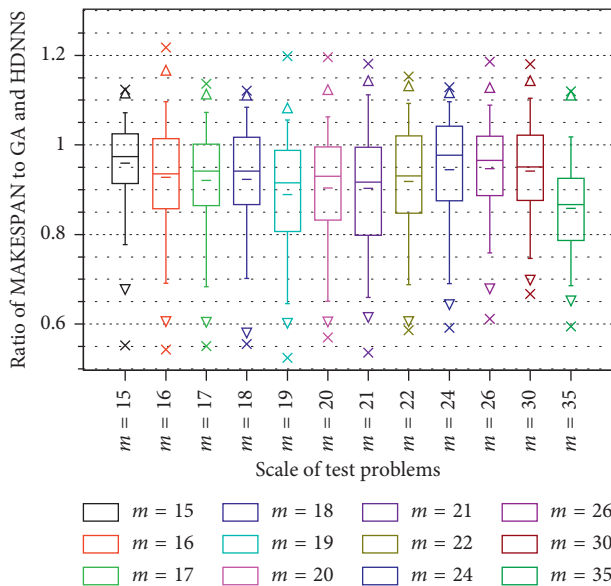 Ratio of MAKESPAN to GA and HDNNS
1.2
1
0.8
0.6
m = 15
m = 16
m = 17
m = 18
m = 19
m = 20
m = 21
m = 22
m = 24
m = 26
m = 30
m = 35
Scale of test problems
m = 15
m = 18
m = 21
m = 26
m = 16
m = 19
m = 22
m = 30
m = 17
m = 20
m = 24
m = 35